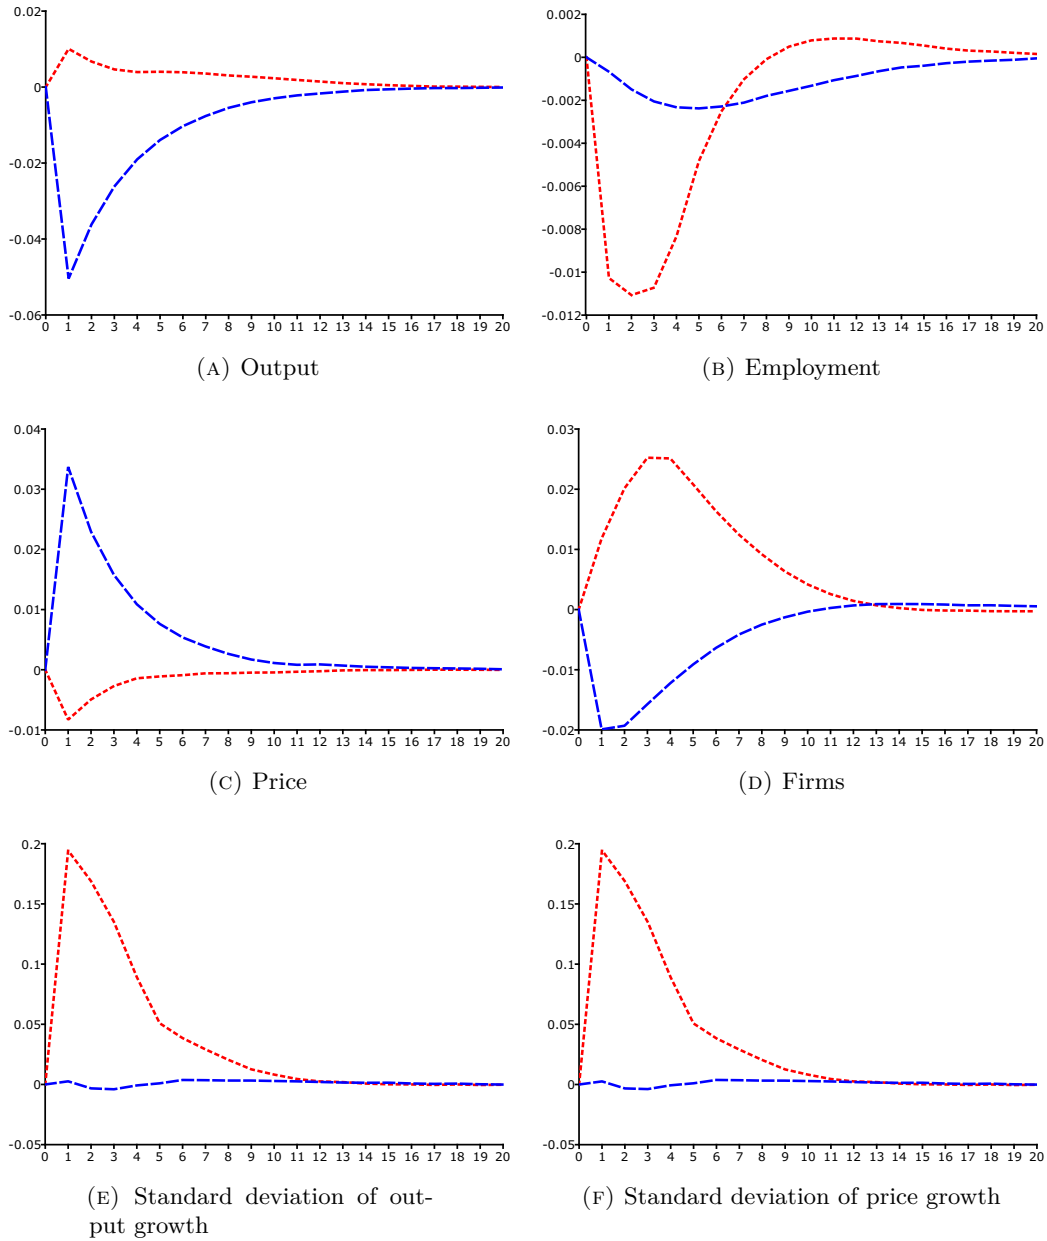 0.02
0
-0.02
-0.04
-0.06
0 1 2 3 4 5 6 7 8 9 10 11 12 13 14 15 16 17 18 19 20
(A) Output
0.002
0
-0.002
-0.004
-0.006
-0.008
-0.01
-0.012
0 1 2 3 4 5 6 7 8 9 10 11 12 13 14 15 16 17 18 19 20
(B) Employment
0.04
0.03
0.02
0.01
0
-0.01
0 1 2 3 4 5 6 7 8 9 10 11 12 13 14 15 16 17 18 19 20
(C) Price
0.03
0.02
0.01
0
-0.01
-0.02
0 1 2 3 4 5 6 7 8 9 10 11 12 13 14 15 16 17 18 19 20
(D) Firms
0.2
0.15
0.1
0.05
0
-0.05
0 1 2 3 4 5 6 7 8 9 10 11 12 13 14 15 16 17 18 19 20
(E) Standard deviation of out-
put growth
0.2
0.15
0.1
0.05
0
-0.05
0 1 2 3 4 5 6 7 8 9 10 11 12 13 14 15 16 17 18 19 20
(F) Standard deviation of price growth